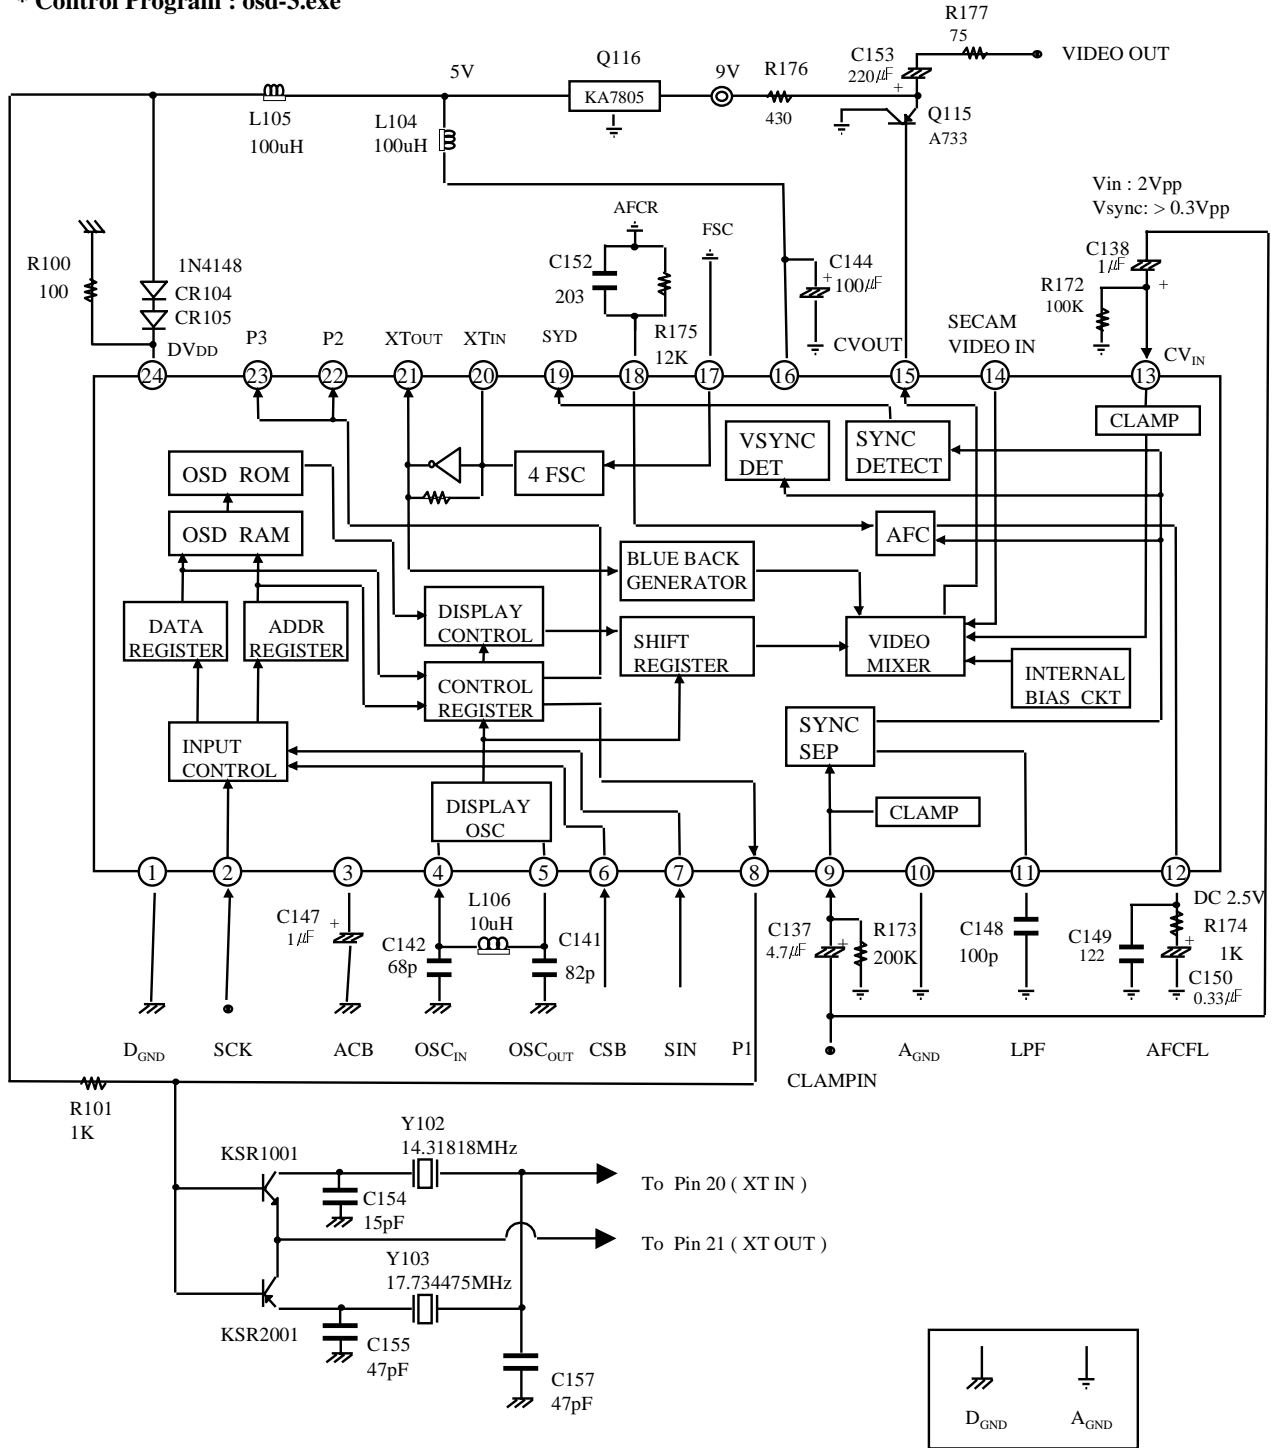 * Control Program : osd-3.exe
R177
75
C153
220㎌
+
VIDEO OUT
5V
Q116
KA7805
9V
R176
430
Q115
A733
L105
100uH
L104
100uH
Vin : 2Vpp
Vsync: > 0.3Vpp
AFCR
FSC
R100
100
1N4148
CR104
CR105
C152
203
R175
12K
C144
+
100㎌
C138
1㎌
+
R172
100K
DVDD
P3
P2
XTOUT
XTIN
SYD
CVOUT
SECAM
VIDEO IN
CVIN
24
23
22
21
20
19
18
17
16
15
14
13
CLAMP
VSYNC
DET
SYNC
DETECT
OSD ROM
4 FSC
OSD RAM
AFC
BLUE BACK
GENERATOR
DATA
REGISTER
ADDR
REGISTER
DISPLAY
CONTROL
SHIFT
REGISTER
VIDEO
MIXER
CONTROL
REGISTER
INTERNAL
BIAS CKT
INPUT
CONTROL
SYNC
SEP
DISPLAY
OSC
CLAMP
1
2
3
4
5
6
7
8
9
10
11
12
C147
+
1㎌
L106
10uH
C142
68p
C141
82p
C137
4.7㎌
+
R173
200K
C148
100p
DC 2.5V
C149
122
R174
1K
+
C150
0.33㎌
DGND
SCK
ACB
OSCIN
OSCOUT
CSB
SIN
P1
CLAMPIN
AGND
LPF
AFCFL
R101
1K
KSR1001
Y102
14.31818MHz
C154
15pF
To Pin 20 ( XT IN )
To Pin 21 ( XT OUT )
Y103
17.734475MHz
KSR2001
C155
47pF
C157
47pF
DGND
AGND